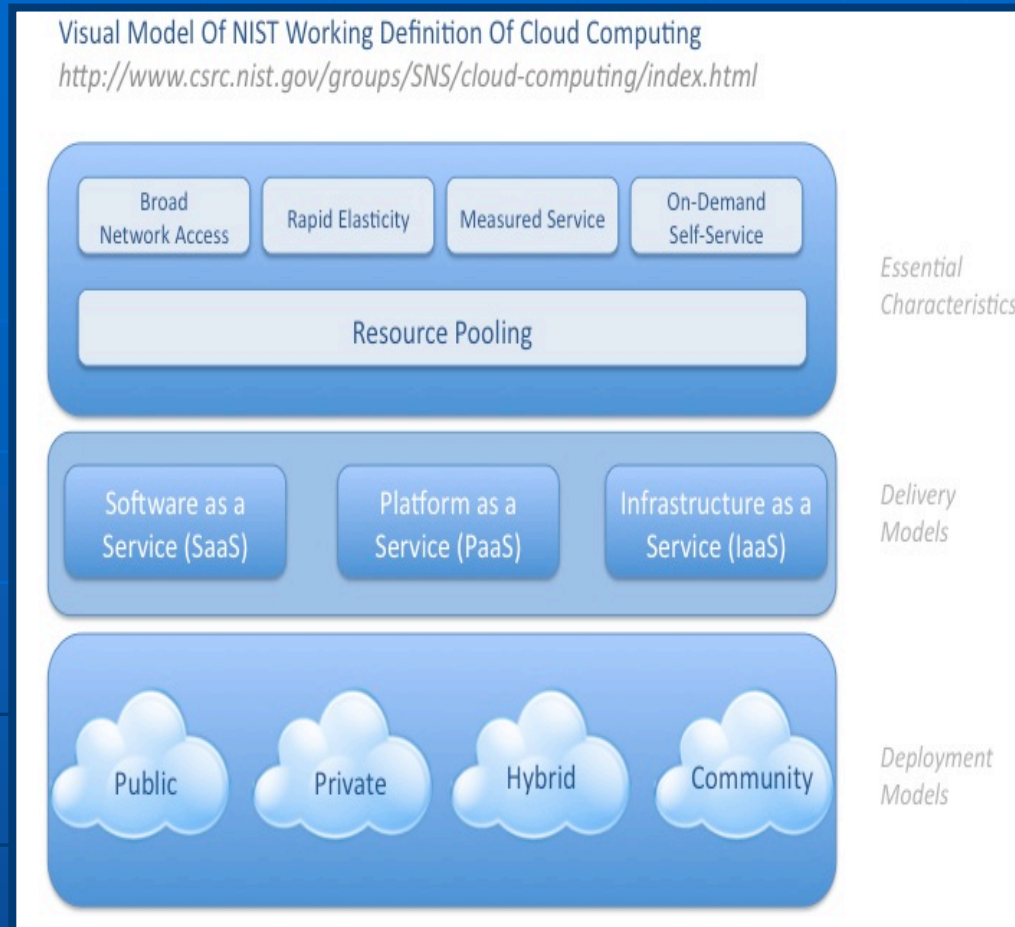 Visual Model Of NIST Working Definition Of Cloud Computing
http://www.csrc.nist.gov/groups/SNS/cloud-computing/index.html
Broad
Network Access
Rapid Elasticity
Measured Service
On-Demand
Self-Service
Resource Pooling
Essential
Characteristics
Software as a
Service (SaaS)
Platform as a
Service (PaaS)
Infrastructure as a
Service (IaaS)
Delivery
Models
Public
Private
Hybrid
Community
Deployment
Models